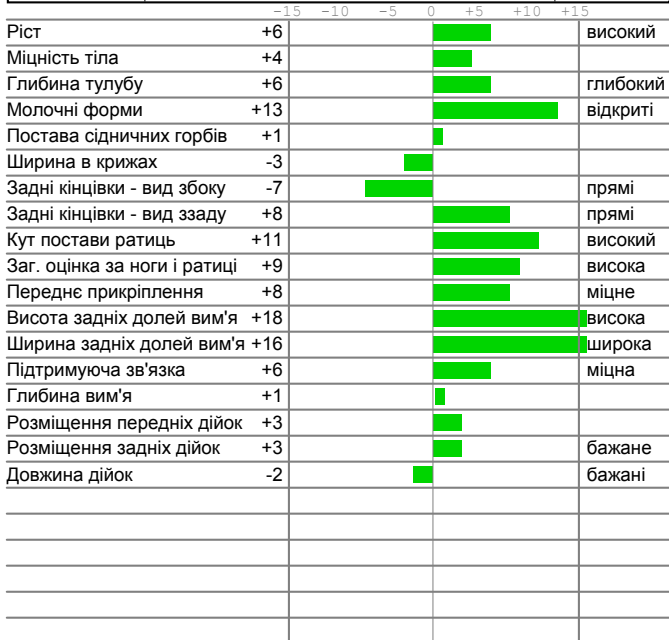 -15 -10 -5 0 +5 +10 +15
Ріст +6 високий
Міцність тіла +4
Глибина тулубу +6 глибокий
Молочні форми +13 відкриті
Постава сідничних горбів +1
Ширина в крижах -3
Задні кінцівки - вид збоку -7 прямі
Задні кінцівки - вид ззаду +8 прямі
Кут постави ратиць +11 високий
Заг. оцінка за ноги і ратиці +9 висока
Переднє прикріплення +8 міцне
Висота задніх долей вим'я +18 висока
Ширина задніх долей вим'я +16 широка
Підтримуюча зв'язка +6 міцна
Глибина вим'я +1
Розміщення передніх дійок +3
Розміщення задніх дійок +3 бажане
Довжина дійок -2 бажані